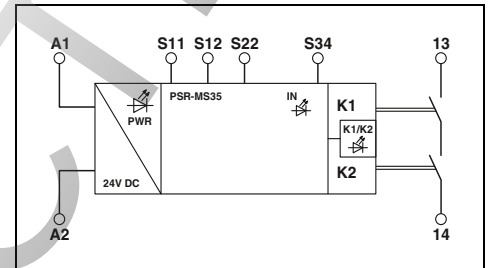 A1 S11 S12 S22 S34 13
PSR-MS35 IN K1
PWR K1/K2
24V DC K2
A2 14